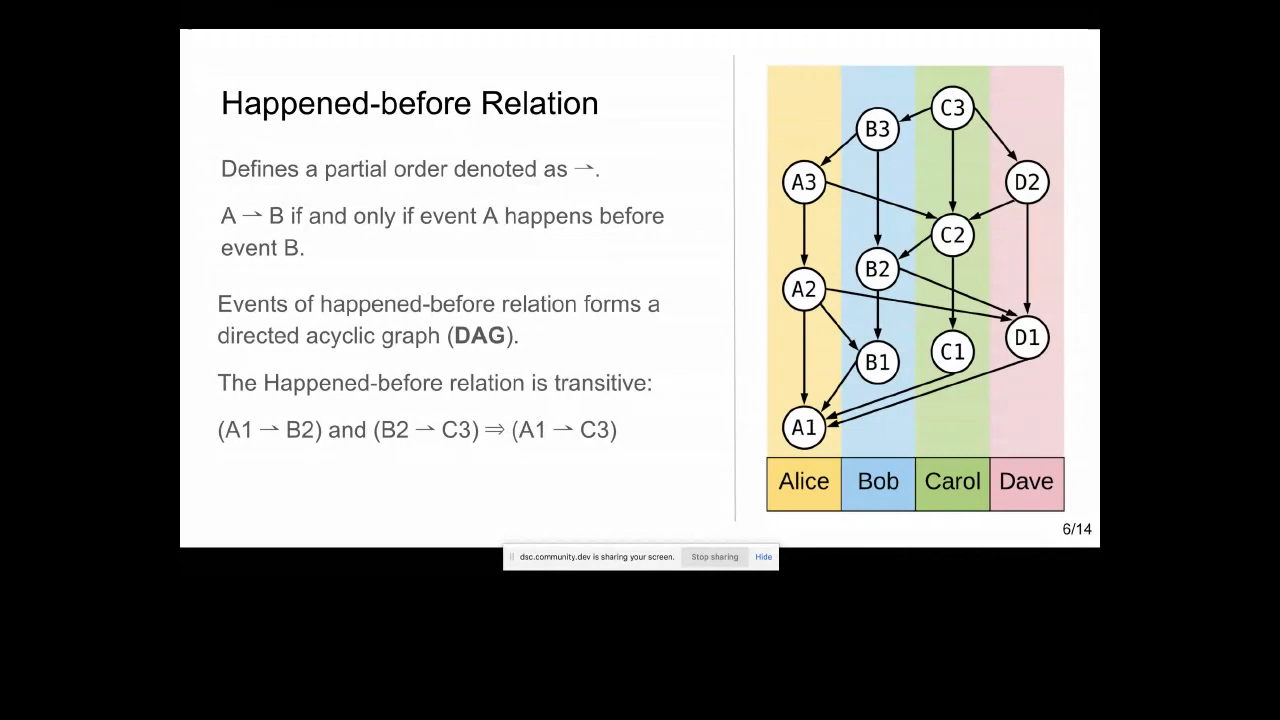 Happened-before Relation
Defines a partial order denoted as ⇀.
A ⇀ B if and only if event A happens before
event B.
Events of happened-before relation forms a
directed acyclic graph (DAG).
The Happened-before relation is transitive:
(A1 ⇀ B2) and (B2 ⇀ C3) ⇒ (A1 ⇀ C3)
C3
B3
A3
D2
C2
B2
A2
D1
C1
B1
A1
Alice Bob Carol Dave
6/14
dsc.community.dev is sharing your screen. Stop sharing Hide